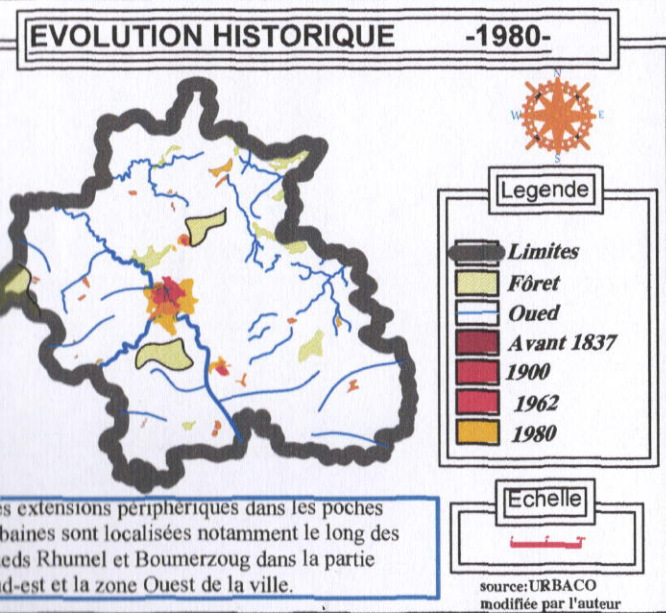 EVOLUTION HISTORIQUE -1980-
N
W E
S
Legende
Limites
Fôret
Oued
Avant 1837
1900
1962
1980
es extensions périphériques dans les poches
baines sont localisées notamment le long des
eds Rhumel et Boumerzoug dans la partie
d-est et la zone Ouest de la ville.
Echelle
source:URBACO
modifiée par l'auteur